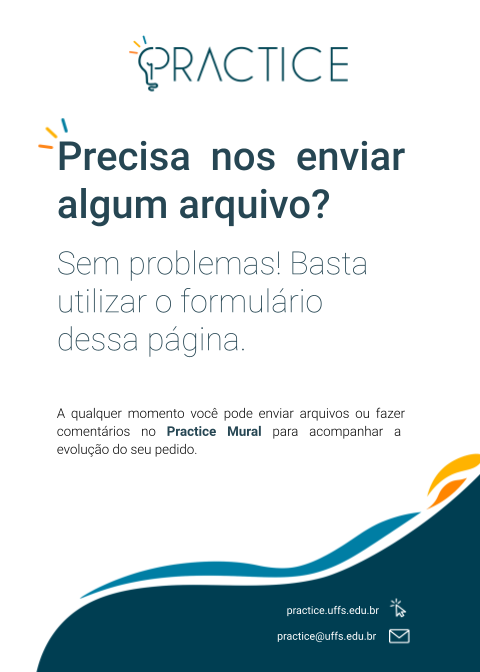 PRACTICE
Precisa nos enviar
algum arquivo?
Sem problemas! Basta
utilizar o formulário
dessa página.
A qualquer momento você pode enviar arquivos ou fazer
comentários no Practice Mural para acompanhar a
evolução do seu pedido.
practice.uffs.edu.br
practice@uffs.edu.br